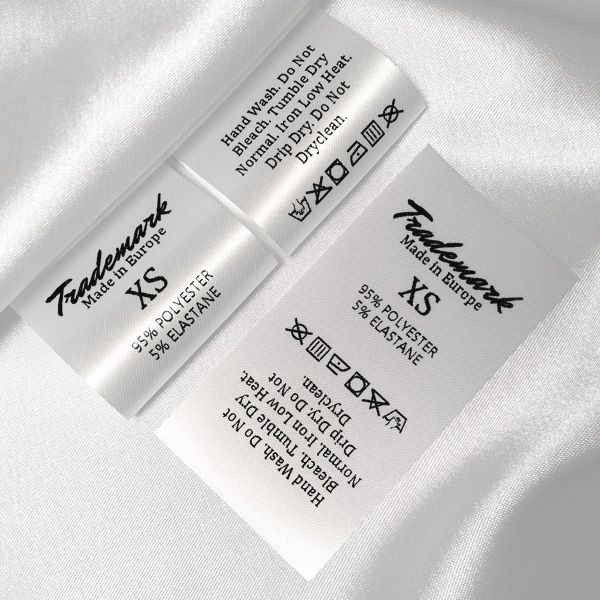 Hand Wash. Do Not
Bleach. Tumble Dry
Normal. Iron Low Heat.
Drip Dry. Do Not
Dryclean.
Trademark
Made in Europe
XS
95% POLYESTER
5% ELASTANE
Trademark
Made in Europe
XS
95% POLYESTER
5% ELASTANE
Hand Wash. Do Not
Bleach. Tumble Dry
Normal. Iron Low Heat.
Drip Dry. Do Not
Dryclean.